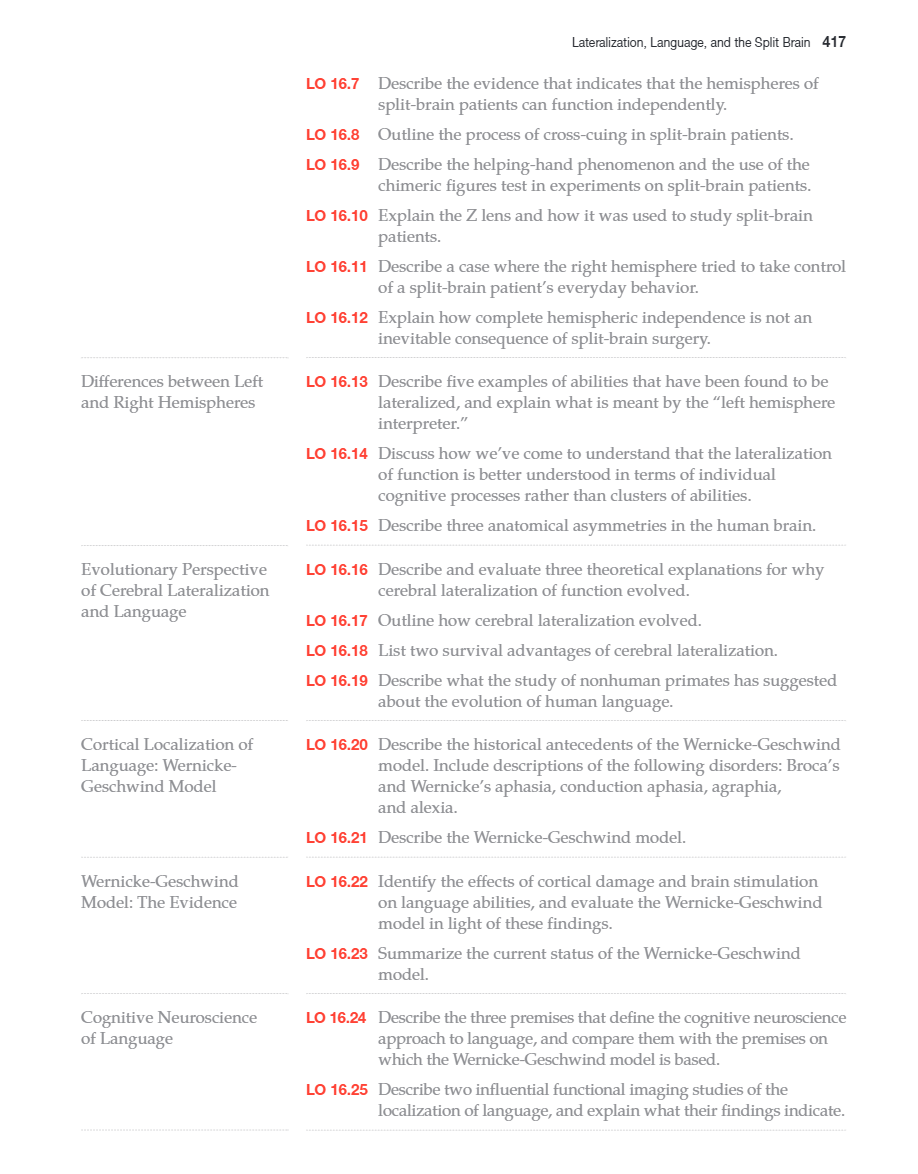 Lateralization, Language, and the Split Brain 417
LO 16.7 Describe the evidence that indicates that the hemispheres of
split-brain patients can function independently.
LO 16.8 Outline the process of cross-cuing in split-brain patients.
LO 16.9 Describe the helping-hand phenomenon and the use of the
chimeric figures test in experiments on split-brain patients.
LO 16.10 Explain the Z lens and how it was used to study split-brain
patients.
LO 16.11 Describe a case where the right hemisphere tried to take control
of a split-brain patient’s everyday behavior.
LO 16.12 Explain how complete hemispheric independence is not an
inevitable consequence of split-brain surgery.
Differences between Left
and Right Hemispheres
LO 16.13 Describe five examples of abilities that have been found to be
lateralized, and explain what is meant by the “left hemisphere
interpreter.”
LO 16.14 Discuss how we’ve come to understand that the lateralization
of function is better understood in terms of individual
cognitive processes rather than clusters of abilities.
LO 16.15 Describe three anatomical asymmetries in the human brain.
Evolutionary Perspective
of Cerebral Lateralization
and Language
LO 16.16 Describe and evaluate three theoretical explanations for why
cerebral lateralization of function evolved.
LO 16.17 Outline how cerebral lateralization evolved.
LO 16.18 List two survival advantages of cerebral lateralization.
LO 16.19 Describe what the study of nonhuman primates has suggested
about the evolution of human language.
Cortical Localization of
Language: Wernicke-
Geschwind Model
LO 16.20 Describe the historical antecedents of the Wernicke-Geschwind
model. Include descriptions of the following disorders: Broca’s
and Wernicke’s aphasia, conduction aphasia, agraphia,
and alexia.
LO 16.21 Describe the Wernicke-Geschwind model.
Wernicke-Geschwind
Model: The Evidence
LO 16.22 Identify the effects of cortical damage and brain stimulation
on language abilities, and evaluate the Wernicke-Geschwind
model in light of these findings.
LO 16.23 Summarize the current status of the Wernicke-Geschwind
model.
Cognitive Neuroscience
of Language
LO 16.24 Describe the three premises that define the cognitive neuroscience
approach to language, and compare them with the premises on
which the Wernicke-Geschwind model is based.
LO 16.25 Describe two influential functional imaging studies of the
localization of language, and explain what their findings indicate.